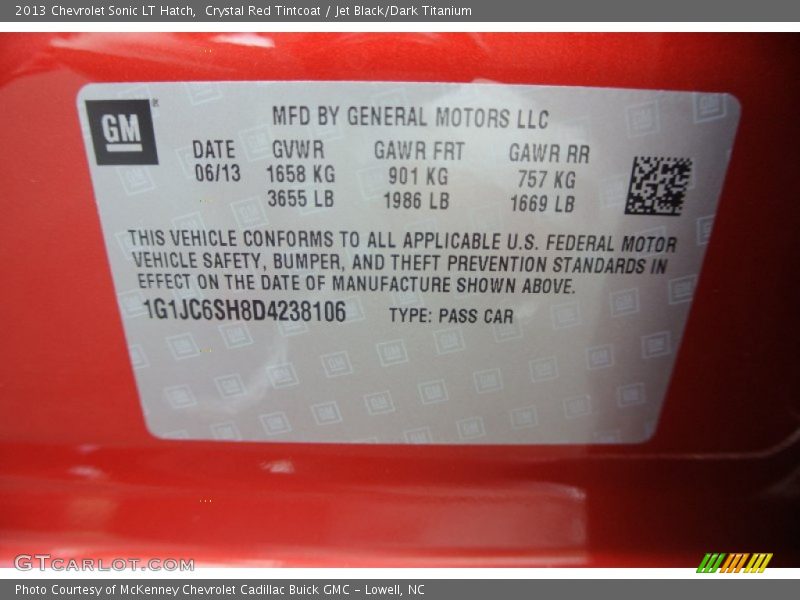 2013 Chevrolet Sonic LT Hatch,  Crystal Red Tintcoat / Jet Black/Dark Titanium
GM ®
MFD BY GENERAL MOTORS LLC
DATE GVWR GAWR FRT GAWR RR
06/13 1658 KG 901 KG 757 KG
3655 LB 1986 LB 1669 LB
THIS VEHICLE CONFORMS TO ALL APPLICABLE U.S. FEDERAL MOTOR
VEHICLE SAFETY, BUMPER, AND THEFT PREVENTION STANDARDS IN
EFFECT ON THE DATE OF MANUFACTURE SHOWN ABOVE.
1G1JC6SH8D4238106 TYPE: PASS CAR
GTCARLOT.COM
Photo Courtesy of McKenney Chevrolet Cadillac Buick GMC - Lowell, NC